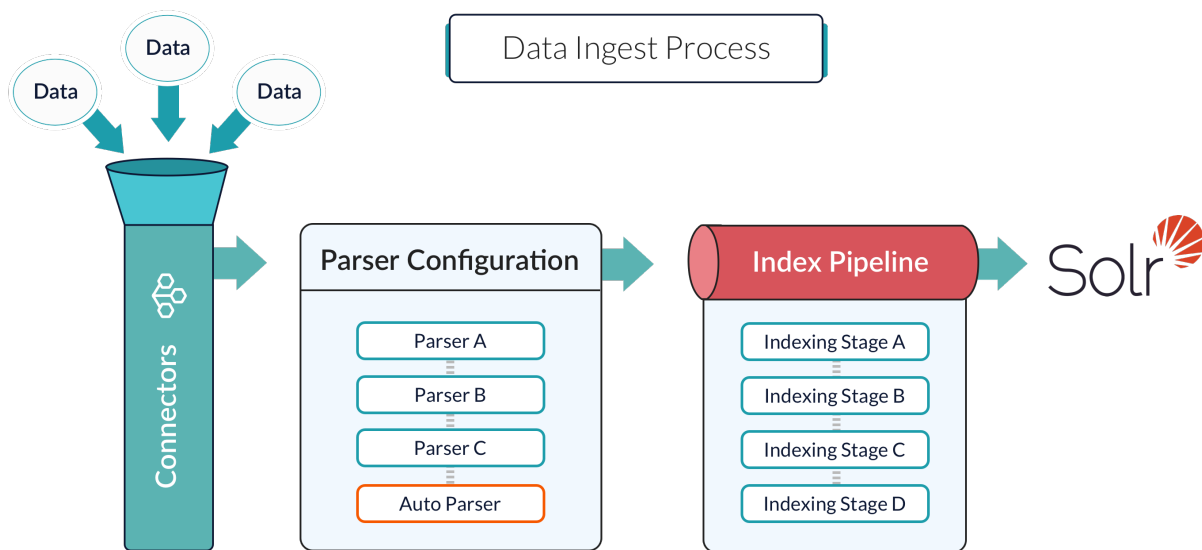 Data Ingest Process
Data
Data
Data
Connectors
Parser Configuration
Parser A
Parser B
Parser C
Auto Parser
Index Pipeline
Indexing Stage A
Indexing Stage B
Indexing Stage C
Indexing Stage D
Solr